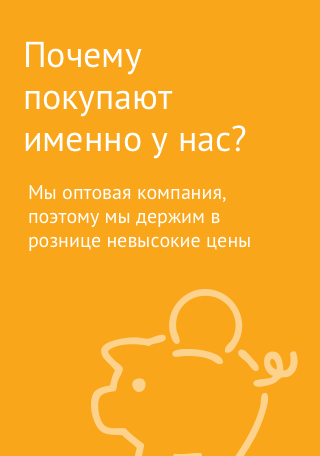 Почему
покупают
именно у нас?
Мы оптовая компания,
поэтому мы держим в
рознице невысокие цены